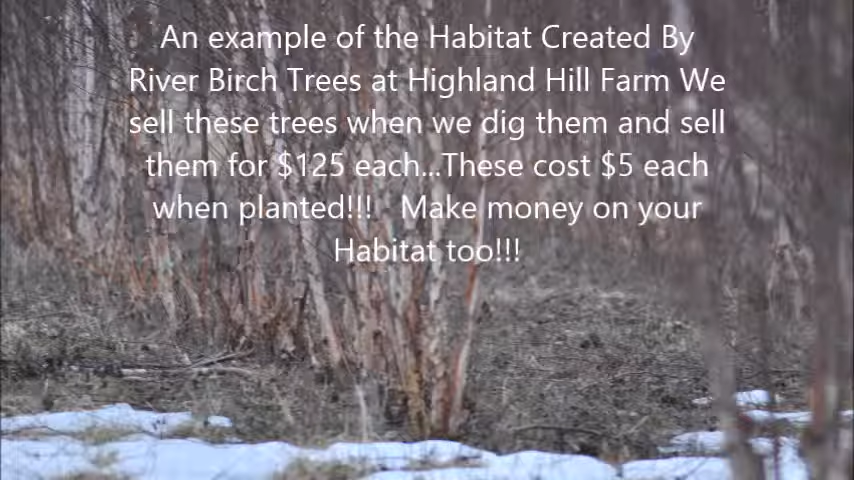 An example of the Habitat Created By
River Birch Trees at Highland Hill Farm We
sell these trees when we dig them and sell
them for $125 each...These cost $5 each
when planted!!!   Make money on your
Habitat too!!!